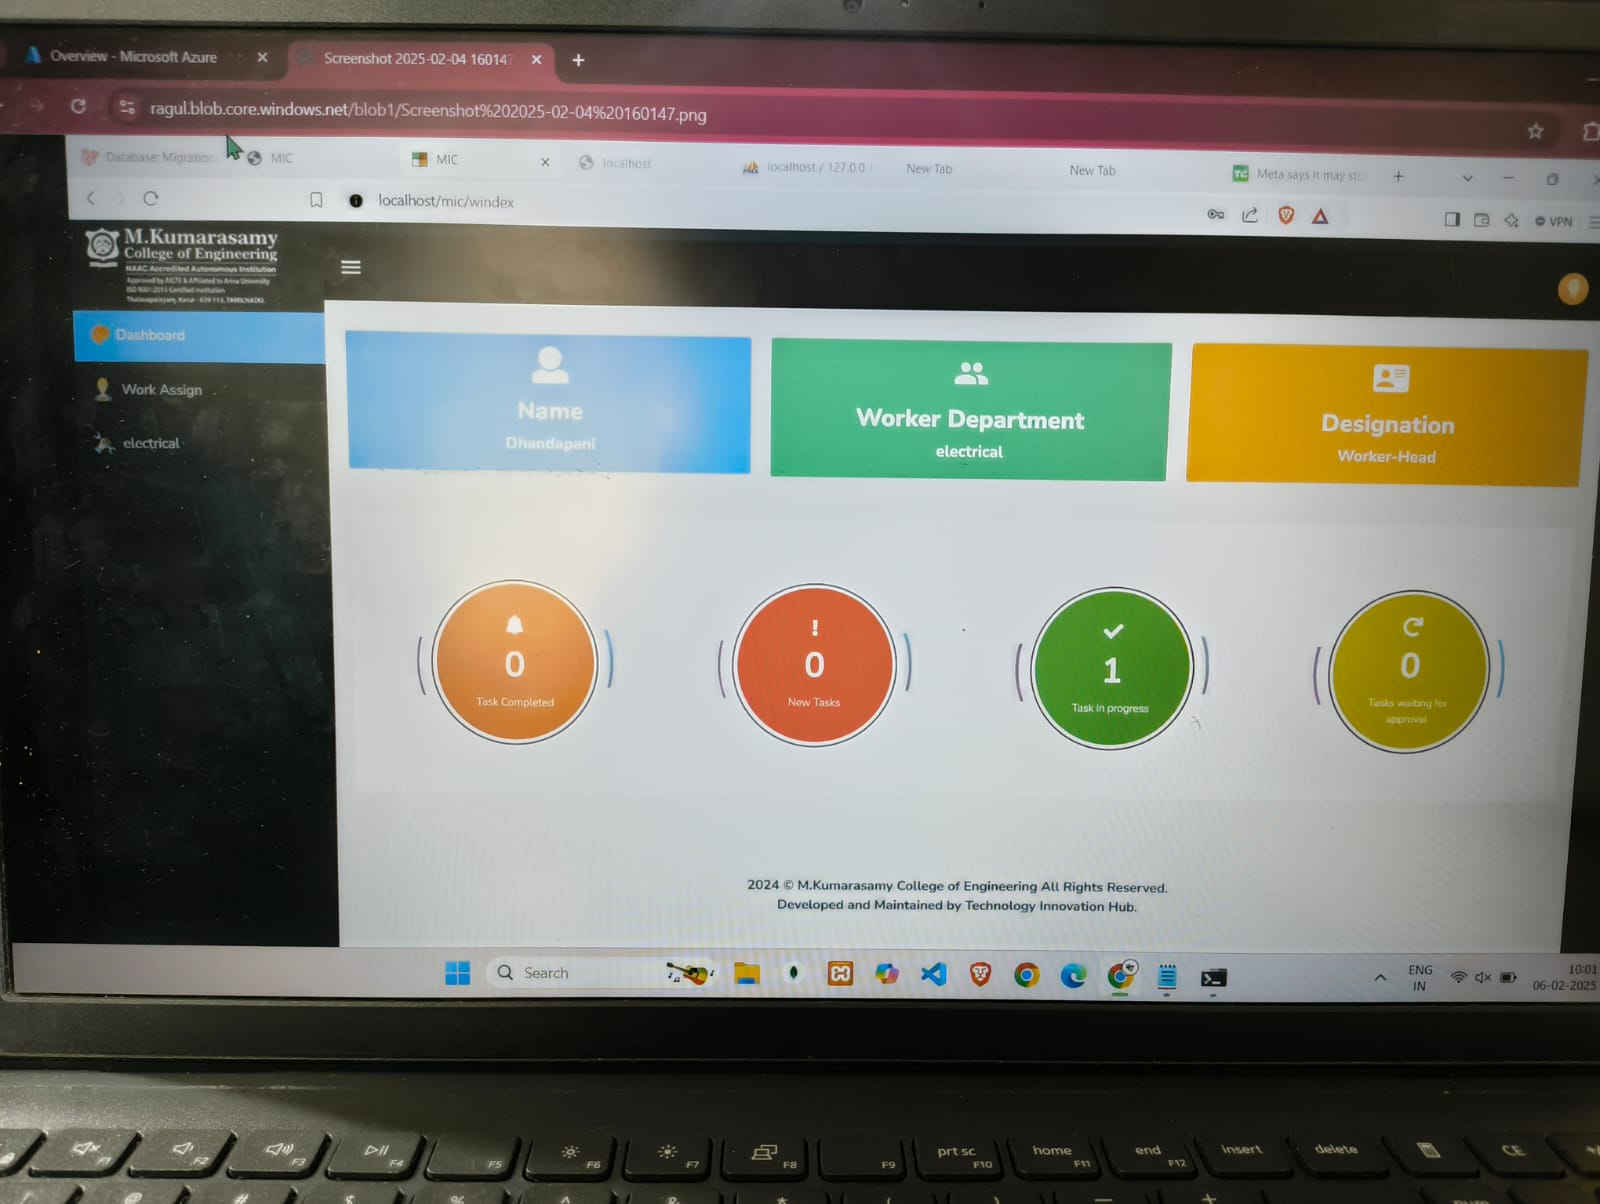 Overview - Microsoft Azure
Screenshot 2025-02-04 160147
ragul.blob.core.windows.net/blob1/Screenshot%202025-02-04%20160147.png
Database: Migration
MIC
MIC
localhost
localhost / 127.0.0.1
New Tab
New Tab
Meta says it may sto
localhost/mic/windex
VPN
M.Kumarasamy
College of Engineering
NAAC Accredited Autonomous Institution
Approved by AICTE & Affiliated to Anna University
ISO 9001:2015 Certified Institution
Thalavapalayam, Karur - 639 113, TAMILNADU.
Dashboard
Work Assign
electrical
Name
Dhandapani
Worker Department
electrical
Designation
Worker-Head
0
Task Completed
!
0
New Tasks
1
Task in progress
0
Tasks waiting for
approval
2024 © M.Kumarasamy College of Engineering All Rights Reserved.
Developed and Maintained by Technology Innovation Hub.
Search
ENG
IN
10:01
06-02-2025
F1
F2
F3
F4
F5
F6
F7
F8
F9
prt sc
F10
home
F11
end
F12
insert
delete
CE